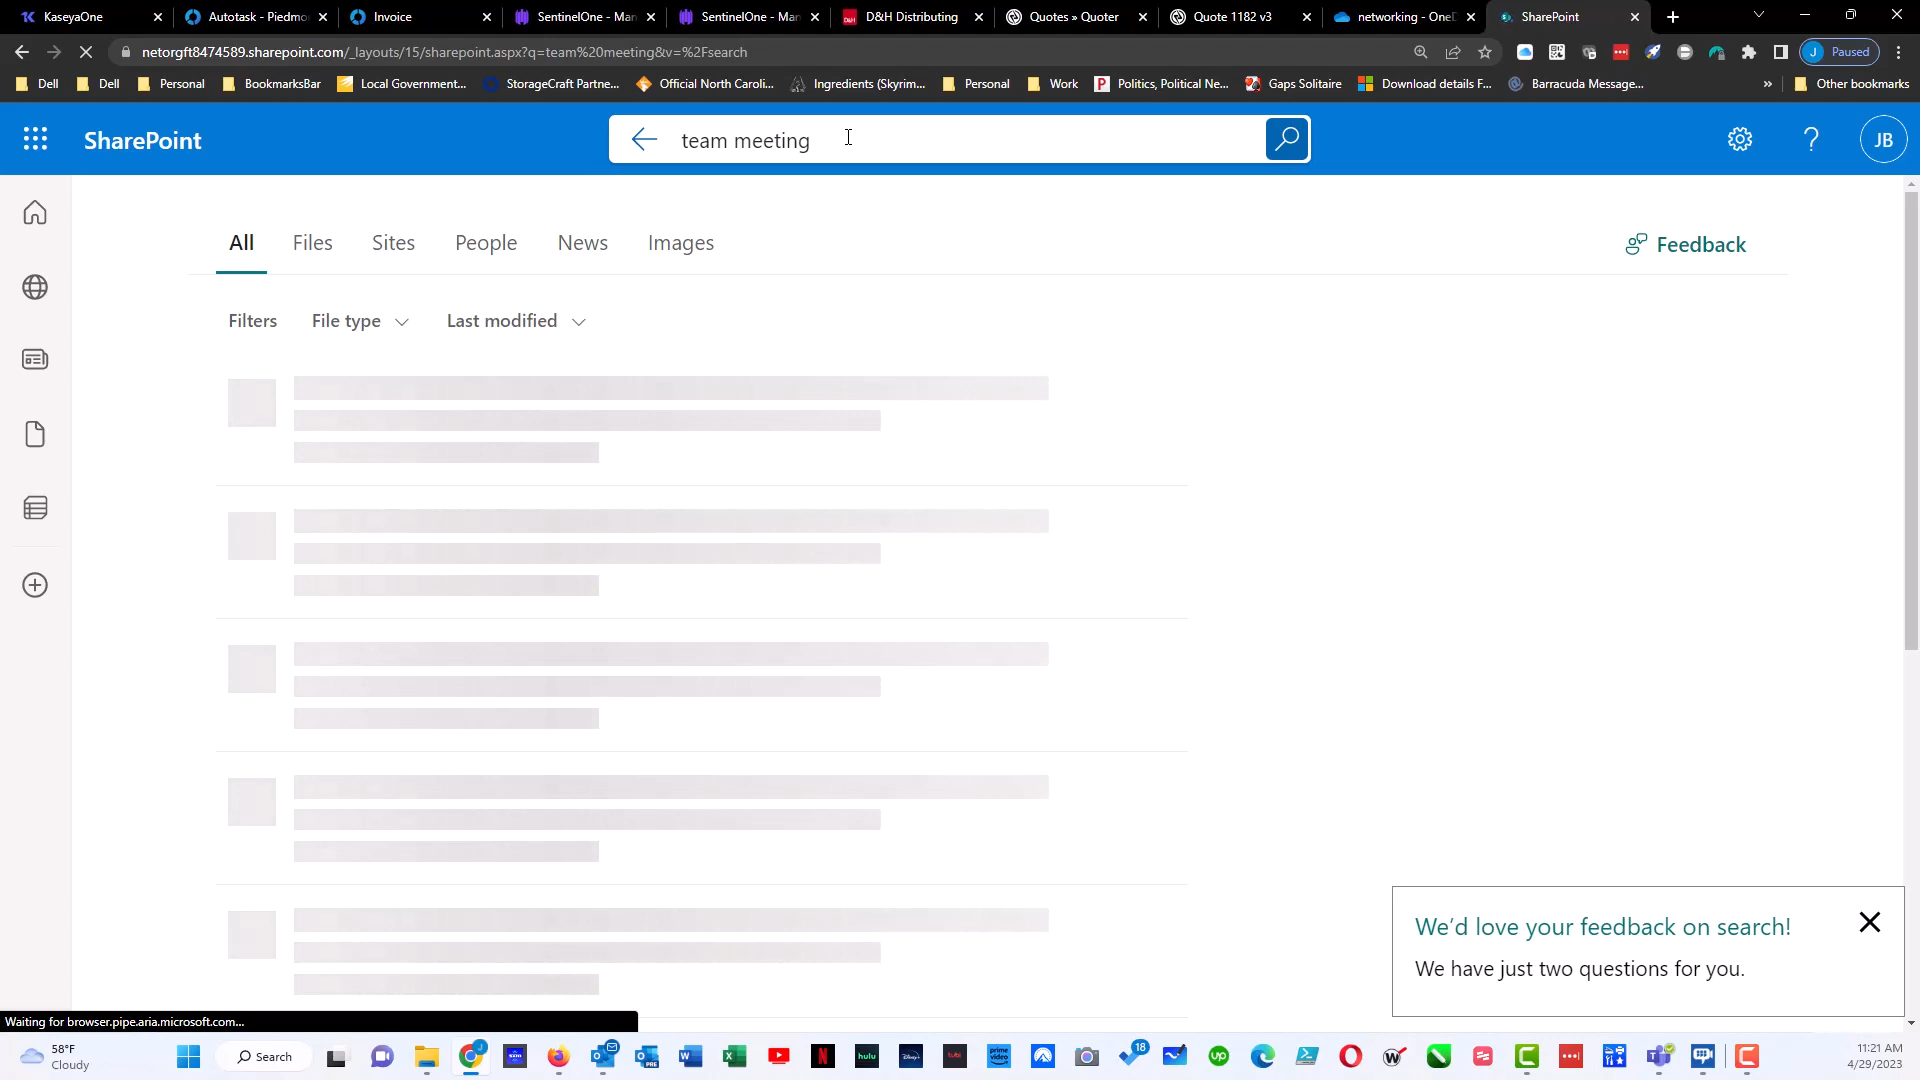 KaseyaOne
Autotask - Piedmo
Invoice
SentinelOne - Man
SentinelOne - Man
D&H Distributing
Quotes » Quoter
Quote 1182 v3
networking - OneD
SharePoint
netorgft8474589.sharepoint.com/_layouts/15/sharepoint.aspx?q=team%20meeting&v=%2Fsearch
J Paused
Dell
Dell
Personal
BookmarksBar
Local Government...
StorageCraft Partne...
Official North Caroli...
Ingredients (Skyrim...
Personal
Work
Politics, Political Ne...
Gaps Solitaire
Download details F...
Barracuda Message...
»
Other bookmarks
SharePoint
team meeting
JB
All
Files
Sites
People
News
Images
Feedback
Filters
File type
Last modified
We'd love your feedback on search!
We have just two questions for you.
Waiting for browser.pipe.aria.microsoft.com...
58°F
Cloudy
Search
hulu
prime video
18
up
11:21 AM
4/29/2023